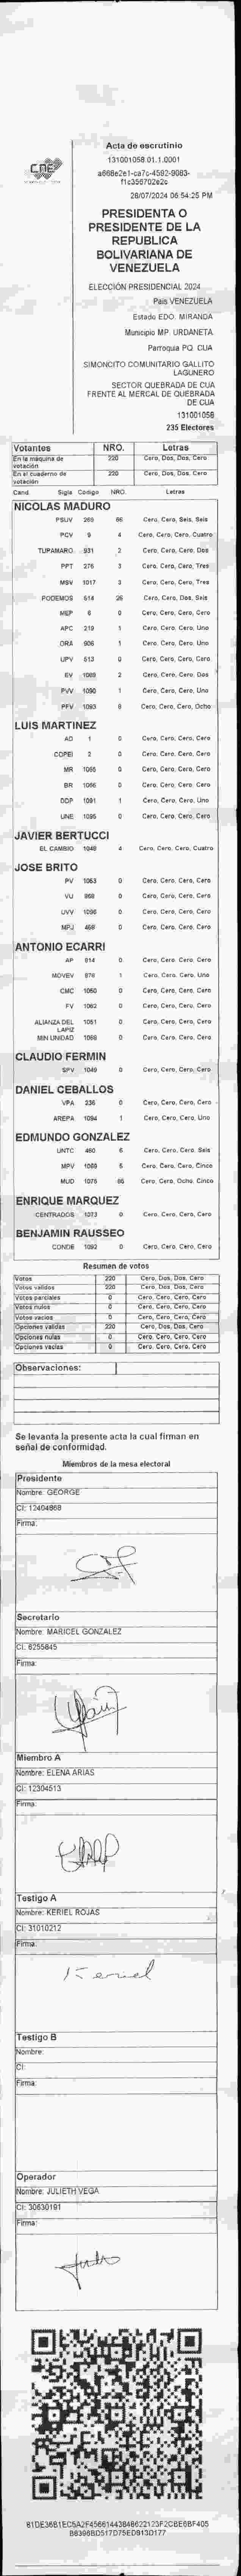 CNE
Acta de escrutinio
131001058.01.1.0001
28/07/2024 06:54:25 PM
PRESIDENTA O
PRESIDENTE DE LA
REPUBLICA
BOLIVARIANA DE
VENEZUELA
ELECCIÓN PRESIDENCIAL 2024
País VENEZUELA
Estado EDO. MIRANDA
Municipio MP. URDANETA
Parroquia PQ. CUA
SIMONCITO COMUNITARIO GALLITO
LAGUNERO
SECTOR QUEBRADA DE CUA
FRENTE AL MERCAL DE QUEBRADA
DE CUA
131001058
235 Electores
Votantes NRO. Letras
En la maquina de votación 220 Cero, Dos, Dos, Cero
En el cuaderno de votación 220 Cero, Dos, Dos, Cero
Cand. Sigla Codigo NRO. Letras
NICOLAS MADURO
PSUV 269 66 Cero, Cero, Seis, Seis
PCV 9 4 Cero, Cero, Cero, Cuatro
TUPAMARO 931 2 Cero, Cero, Cero, Dos
PPT 276 3 Cero, Cero, Cero, Tres
MSV 1017 3 Cero, Cero, Cero, Tres
PODEMOS 514 26 Cero, Cero, Dos, Seis
MEP 6 0 Cero, Cero, Cero, Cero
APC 219 1 Cero, Cero, Cero, Uno
ORA 906 1 Cero, Cero, Cero, Uno
UPV 513 0 Cero, Cero, Cero, Cero
EV 1089 2 Cero, Cero, Cero, Dos
PVV 1090 1 Cero, Cero, Cero, Uno
PFV 1093 8 Cero, Cero, Cero, Ocho
LUIS MARTINEZ
AD 1 0 Cero, Cero, Cero, Cero
COPEI 2 0 Cero, Cero, Cero, Cero
MR 1065 0 Cero, Cero, Cero, Cero
BR 1066 0 Cero, Cero, Cero, Cero
DDP 1091 1 Cero, Cero, Cero, Uno
UNE 1095 0 Cero, Cero, Cero, Cero
JAVIER BERTUCCI
EL CAMBIO 1048 4 Cero, Cero, Cero, Cuatro
JOSE BRITO
PV 1063 0 Cero, Cero, Cero, Cero
VU 868 0 Cero, Cero, Cero, Cero
UVV 1096 0 Cero, Cero, Cero, Cero
MPJ 468 0 Cero, Cero, Cero, Cero
ANTONIO ECARRI
AP 814 0 Cero, Cero, Cero, Cero
MOVEV 878 1 Cero, Cero, Cero, Uno
CMC 1060 0 Cero, Cero, Cero, Cero
FV 1062 0 Cero, Cero, Cero, Cero
ALIANZA DEL LAPIZ 1051 0 Cero, Cero, Cero, Cero
MIN UNIDAD 1068 0 Cero, Cero, Cero, Cero
CLAUDIO FERMIN
SPV 1049 0 Cero, Cero, Cero, Cero
DANIEL CEBALLOS
VPA 236 0 Cero, Cero, Cero, Cero
AREPA 1094 1 Cero, Cero, Cero, Uno
EDMUNDO GONZALEZ
UNTC 460 6 Cero, Cero, Cero, Seis
MPV 1069 5 Cero, Cero, Cero, Cinco
MUD 1075 Cero, Cero, Ocho, Cinco
ENRIQUE MARQUEZ
CENTRADOS 1073 0 Cero, Cero, Cero, Cero
BENJAMIN RAUSSEO
CONDE 1092 0 Cero, Cero, Cero, Cero
Resumen de votos
Votos 220 Cero, Dos, Dos, Cero
Votos validos 220 Cero, Dos, Dos, Cero
Votos parciales 0 Cero, Cero, Cero, Cero
Votos nulos 0 Cero, Cero, Cero, Cero
Votos vacios 0 Cero, Cero, Cero, Cero
Opciones validas 220 Cero, Dos, Dos, Cero
Opciones nulas 0 Cero, Cero, Cero, Cero
Opciones vacias 0 Cero, Cero, Cero, Cero
Observaciones:
Se levanta la presente acta la cual firman en
señal de conformidad.
Miembros de la mesa electoral
Presidente
Nombre: GEORGE
CI: 12404868
Firma:
Secretario
Nombre: MARICEL GONZALEZ
CI: 6255645
Firma:
Miembro A
Nombre: ELENA ARIAS
CI: 12304513
Firma:
Testigo A
Nombre: KERIEL ROJAS
CI: 31010212
Firma:
Keriel
Testigo B
Nombre:
CI:
Firma:
Operador
Nombre: JULIETH VEGA
CI: 30630191
Firma: